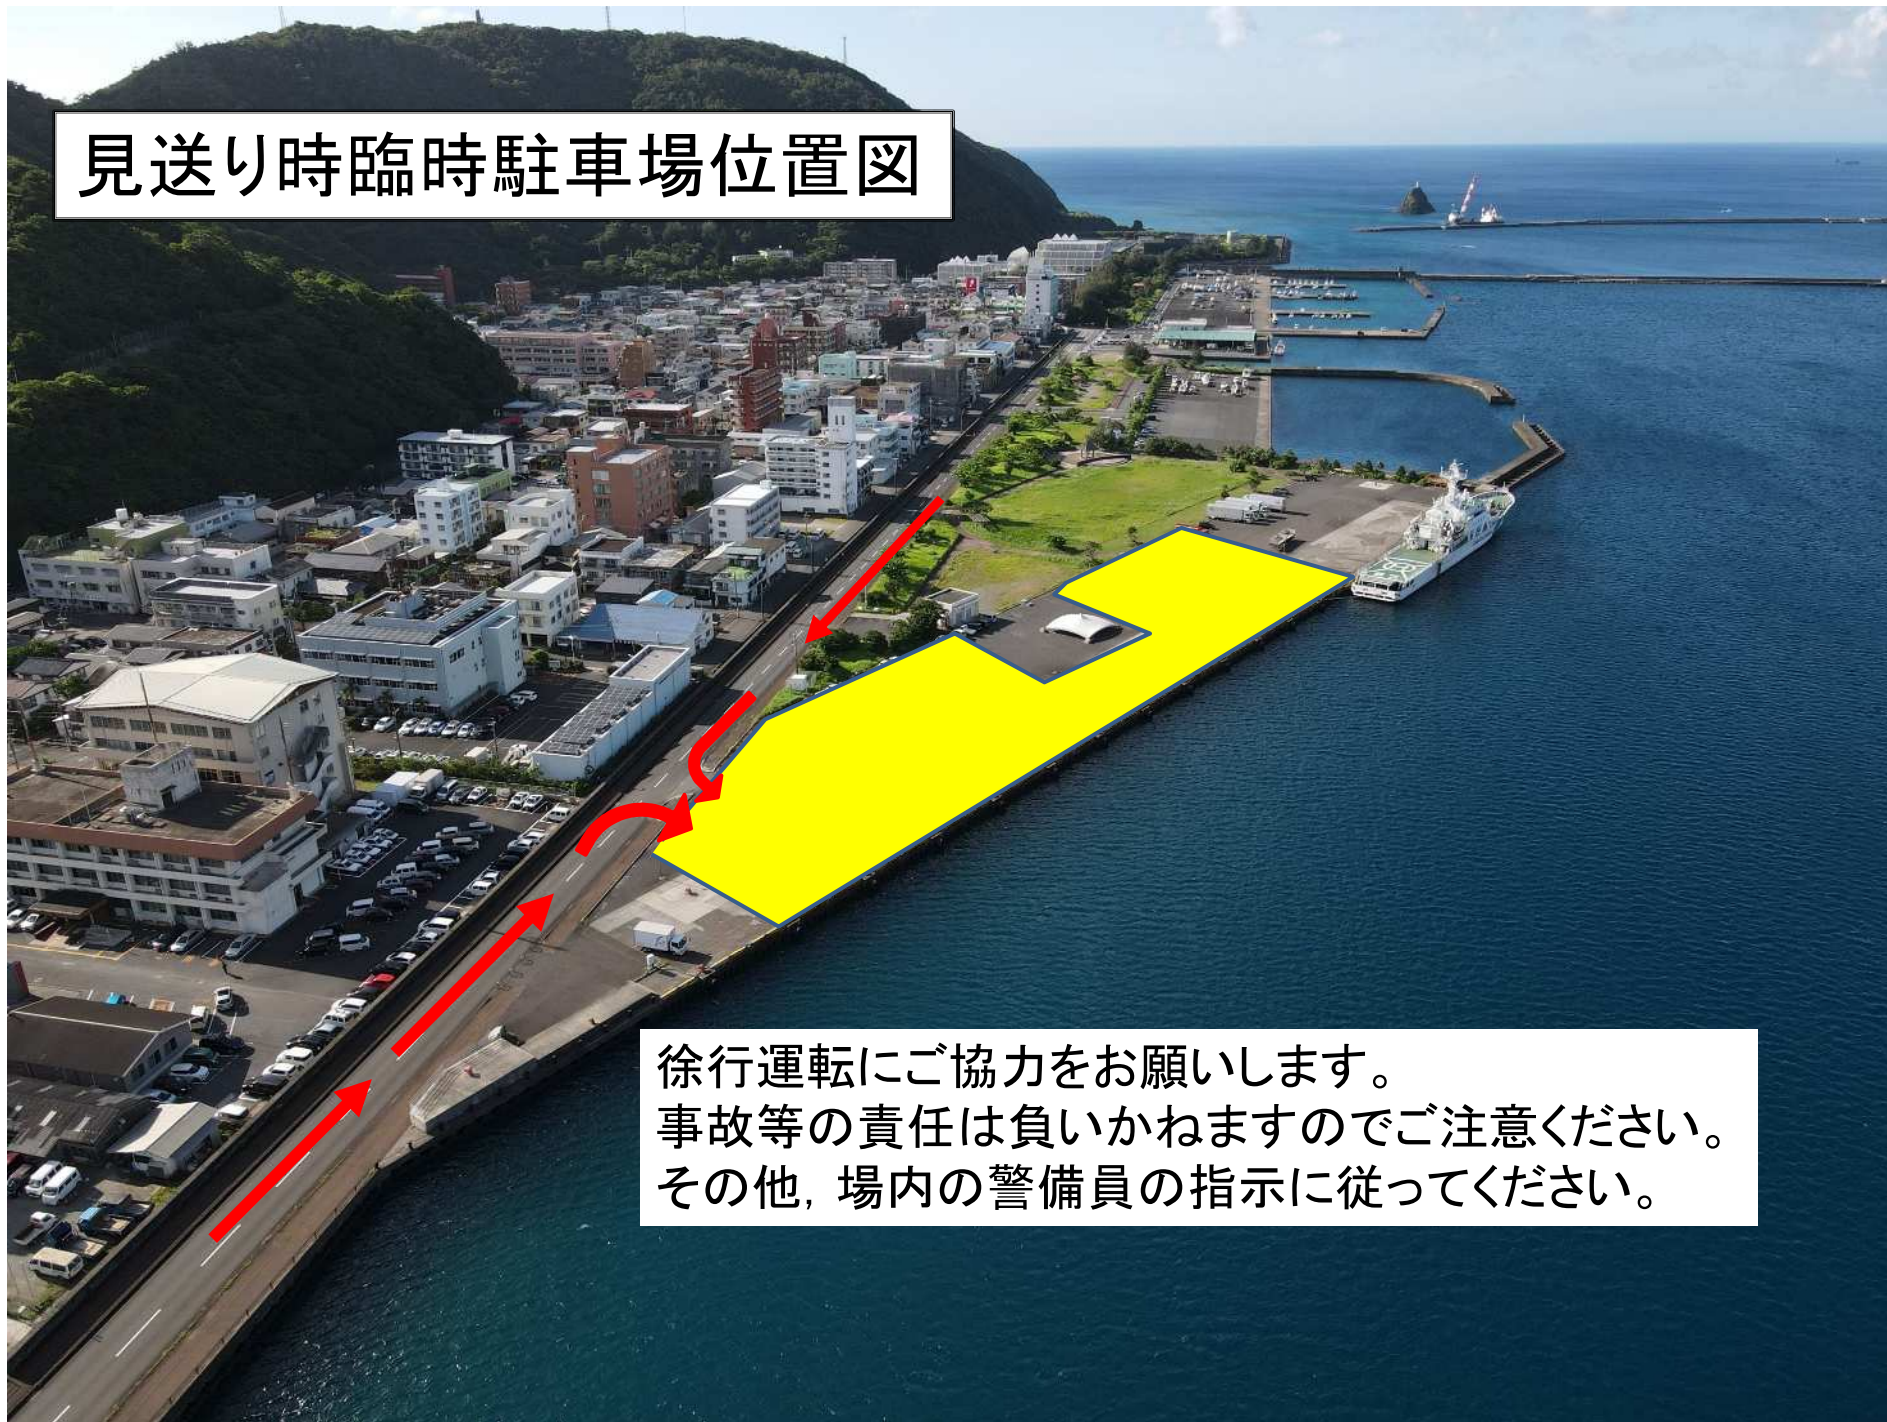 見送り時臨時駐車場位置図
徐行運転にご協力をお願いします。
事故等の責任は負いかねますのでご注意ください。
その他，場内の警備員の指示に従ってください。